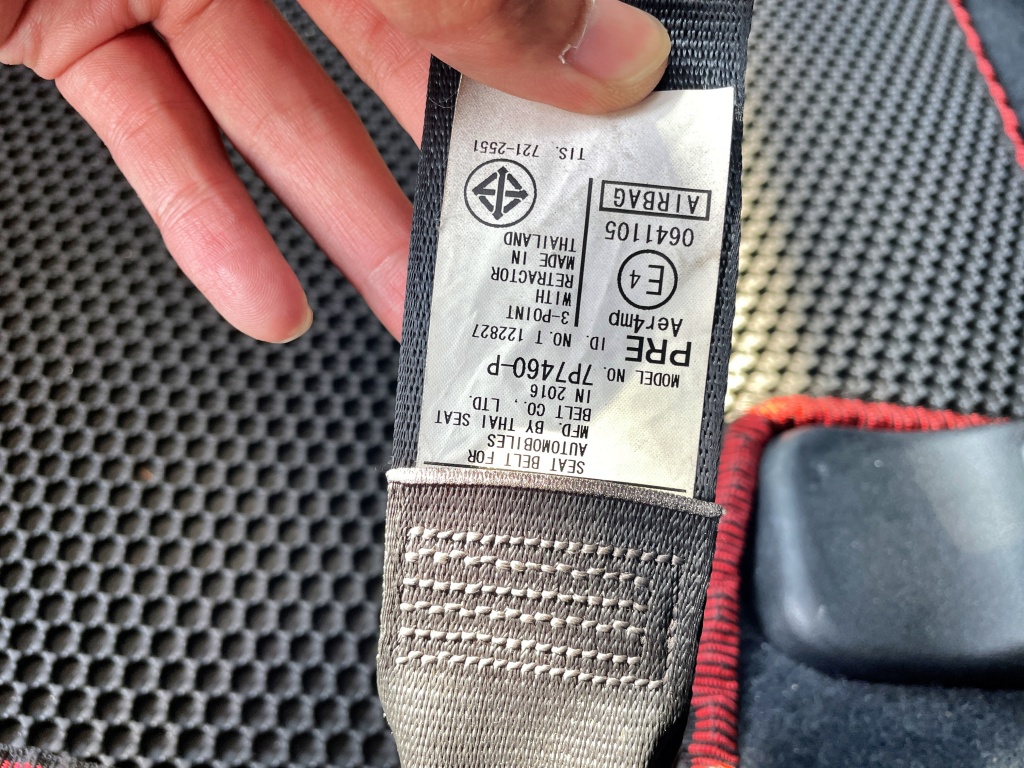 SEAT BELT FOR
AUTOMOBILES
MFD. BY THAI SEAT
BELT CO., LTD.
IN 2016
MODEL NO. 7P7460-P
PRE ID. NO. T 122827
Aer4mp
3-POINT
WITH
RETRACTOR
MADE IN
THAILAND
E4
0641105
AIRBAG
TIS. 721-2551